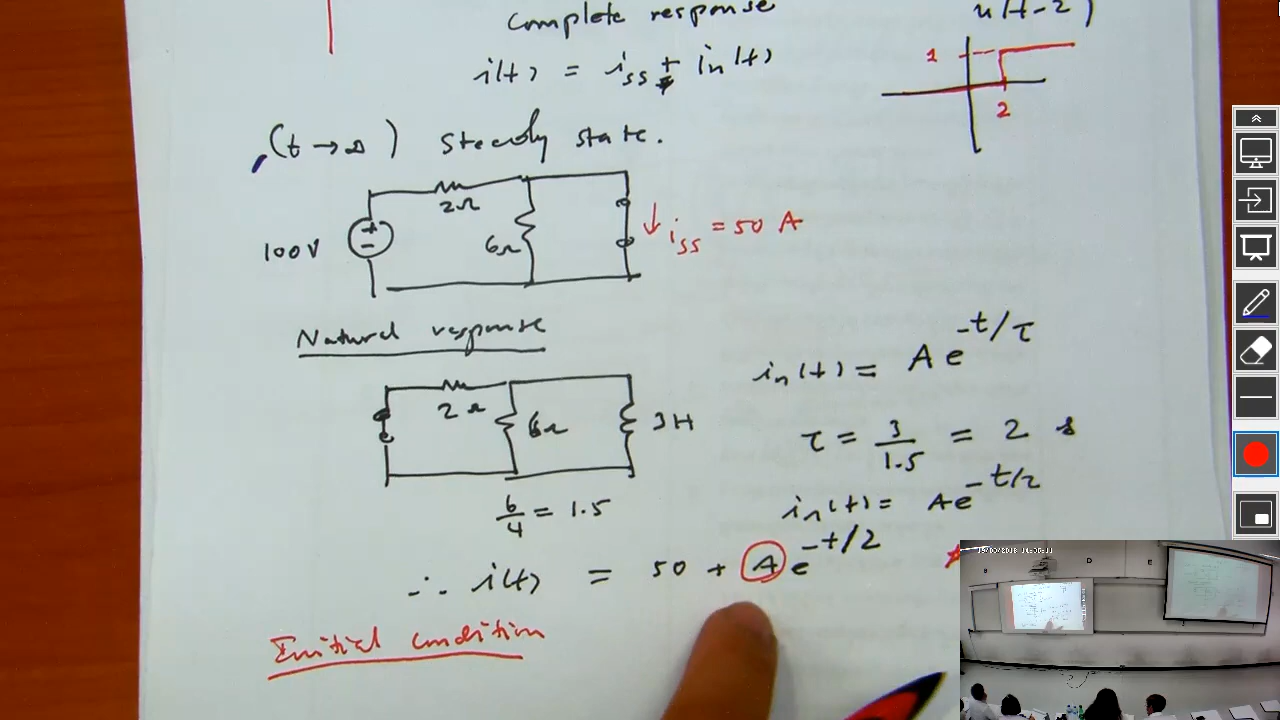 complete response
u(t-2)
i(t) = iss + in(t)
1
2
(t→∞) Steady state.
2Ω
100V
+
-
6Ω
↓ iss = 50 A
Natural response
in(t) = A e^-t/τ
2Ω
6Ω
3H
τ = 3/1.5 = 2 s
6/4 = 1.5
in(t) = Ae^-t/2
∴ i(t) = 50 + A e^-t/2
Initial condition